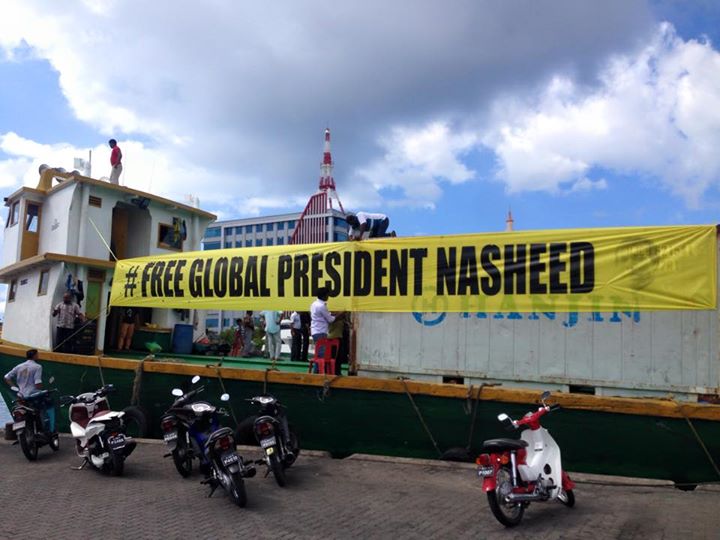 # FREE GLOBAL PRESIDENT NASHEED
HANJIN